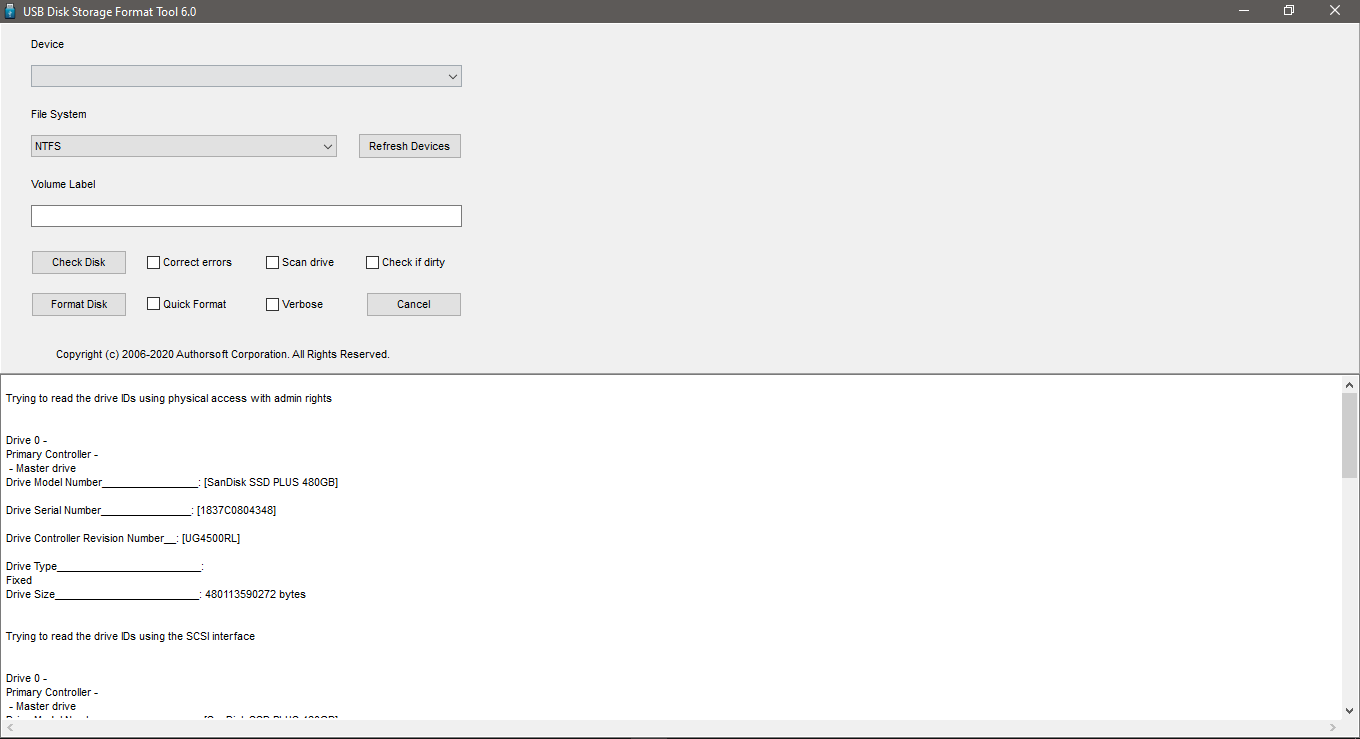 USB Disk Storage Format Tool 6.0
Device
File System
NTFS
Refresh Devices
Volume Label
Check Disk
Correct errors
Scan drive
Check if dirty
Format Disk
Quick Format
Verbose
Cancel
Copyright (c) 2006-2020 Authorsoft Corporation. All Rights Reserved.
Trying to read the drive IDs using physical access with admin rights
Drive 0 -
Primary Controller -
- Master drive
Drive Model Number________________: [SanDisk SSD PLUS 480GB]
Drive Serial Number_______________: [1837C0804348]
Drive Controller Revision Number__: [UG4500RL]
Drive Type________________________:
Fixed
Drive Size________________________: 480113590272 bytes
Trying to read the drive IDs using the SCSI interface
Drive 0 -
Primary Controller -
- Master drive